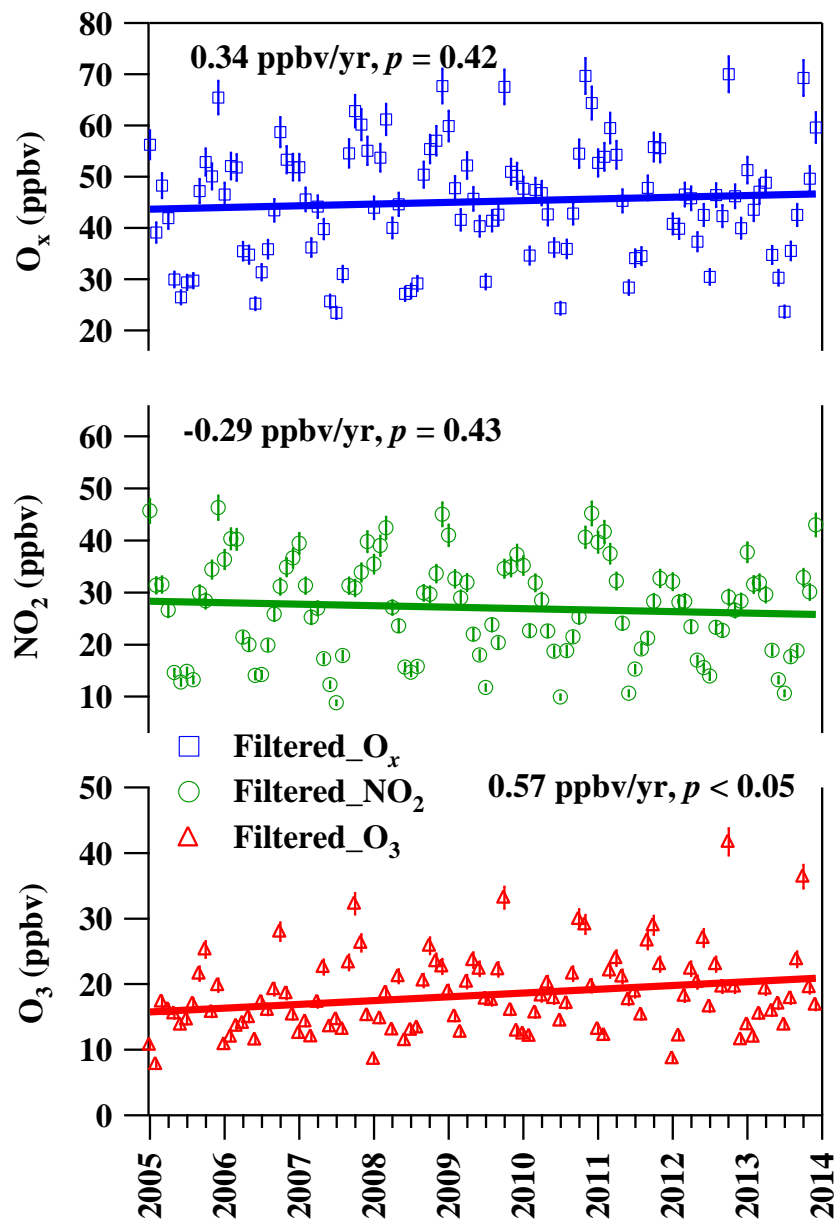 0.34 ppbv/yr, p = 0.42
80
70
60
50
40
30
20
Oₓ (ppbv)
-0.29 ppbv/yr, p = 0.43
60
50
40
30
20
10
NO₂ (ppbv)
Filtered_Oₓ
Filtered_NO₂
Filtered_O₃
0.57 ppbv/yr, p < 0.05
50
40
30
20
10
0
O₃ (ppbv)
2005 2006 2007 2008 2009 2010 2011 2012 2013 2014